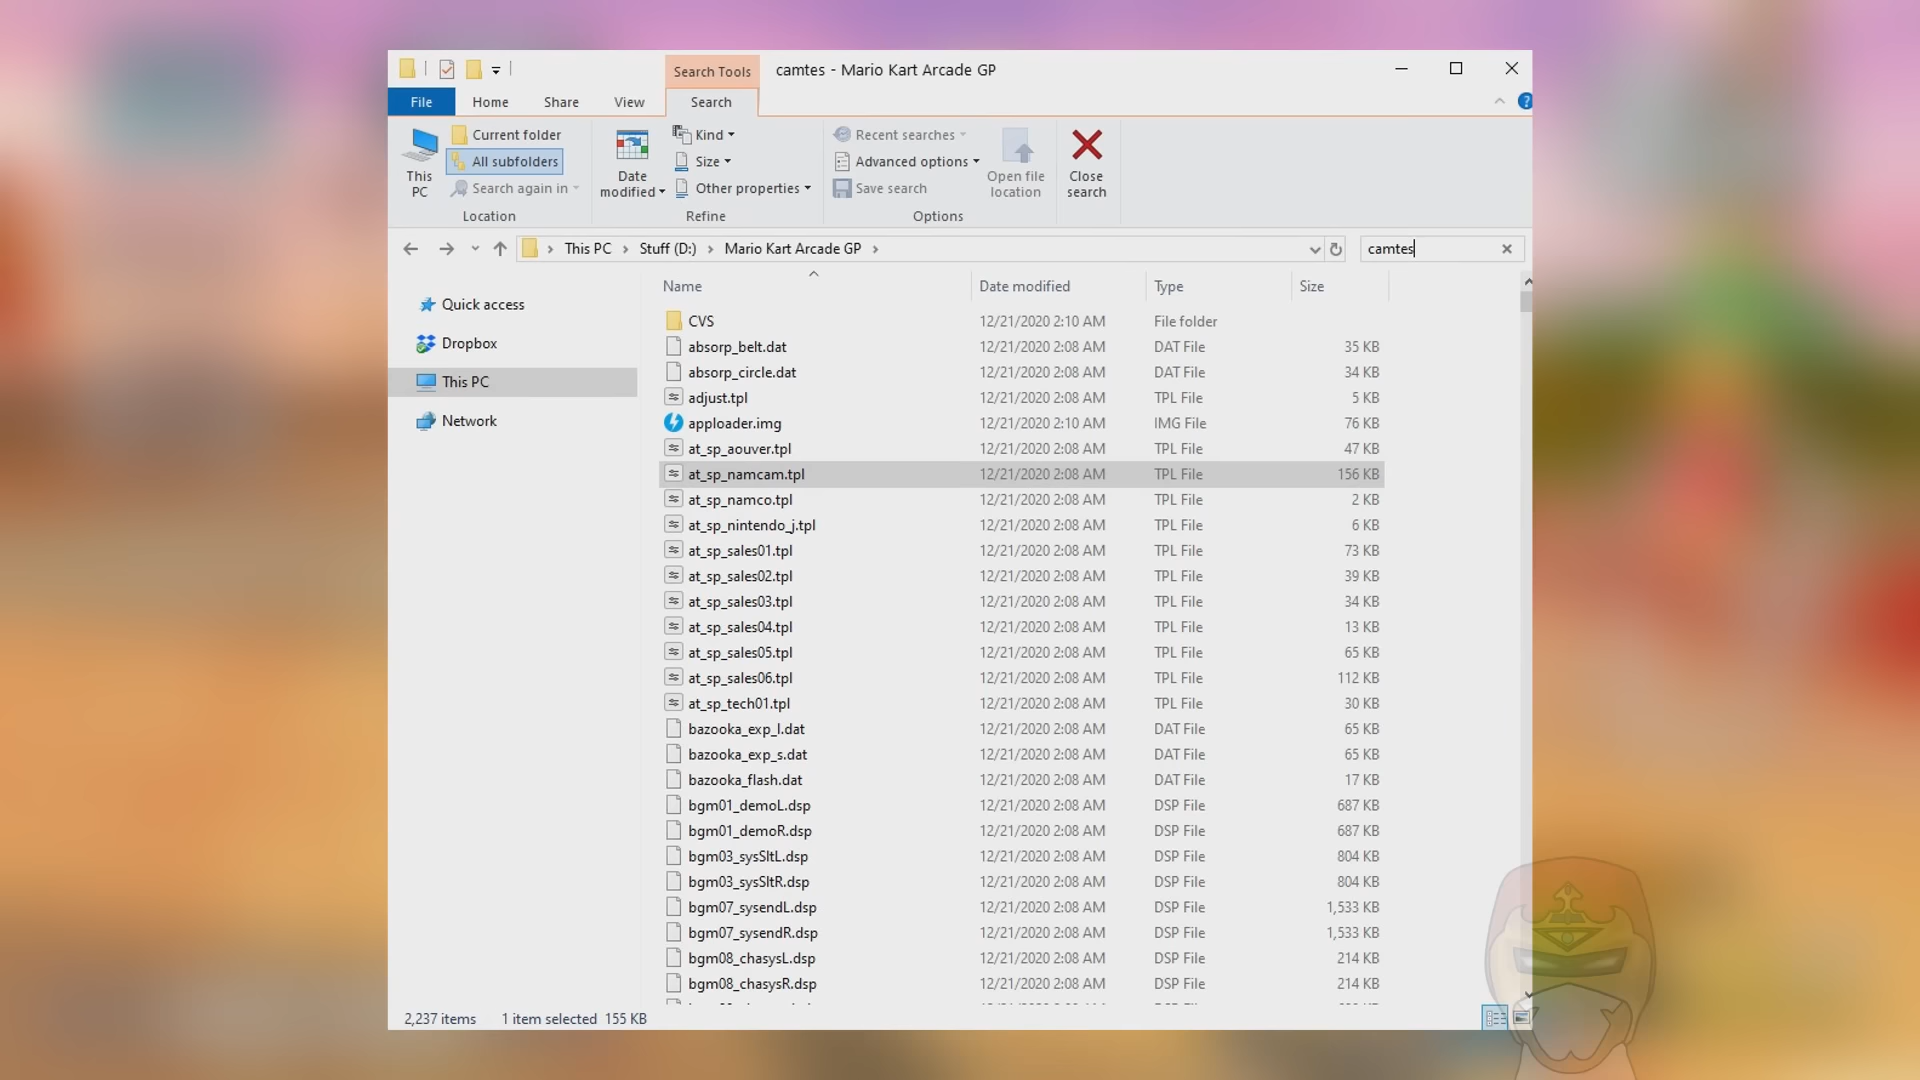 Search Tools
camtes - Mario Kart Arcade GP
File
Home
Share
View
Search
This PC
Current folder
All subfolders
Search again in
Location
Date modified
Kind
Size
Other properties
Refine
Recent searches
Advanced options
Save search
Options
Open file location
Close search
This PC
Stuff (D:)
Mario Kart Arcade GP
camtes
Quick access
Dropbox
This PC
Network
Name Date modified Type Size
CVS 12/21/2020 2:10 AM File folder
absorp_belt.dat 12/21/2020 2:08 AM DAT File 35 KB
absorp_circle.dat 12/21/2020 2:08 AM DAT File 34 KB
adjust.tpl 12/21/2020 2:08 AM TPL File 5 KB
apploader.img 12/21/2020 2:10 AM IMG File 76 KB
at_sp_aouver.tpl 12/21/2020 2:08 AM TPL File 47 KB
at_sp_namcam.tpl 12/21/2020 2:08 AM TPL File 156 KB
at_sp_namco.tpl 12/21/2020 2:08 AM TPL File 2 KB
at_sp_nintendo_j.tpl 12/21/2020 2:08 AM TPL File 6 KB
at_sp_sales01.tpl 12/21/2020 2:08 AM TPL File 73 KB
at_sp_sales02.tpl 12/21/2020 2:08 AM TPL File 39 KB
at_sp_sales03.tpl 12/21/2020 2:08 AM TPL File 34 KB
at_sp_sales04.tpl 12/21/2020 2:08 AM TPL File 13 KB
at_sp_sales05.tpl 12/21/2020 2:08 AM TPL File 65 KB
at_sp_sales06.tpl 12/21/2020 2:08 AM TPL File 112 KB
at_sp_tech01.tpl 12/21/2020 2:08 AM TPL File 30 KB
bazooka_exp_l.dat 12/21/2020 2:08 AM DAT File 65 KB
bazooka_exp_s.dat 12/21/2020 2:08 AM DAT File 65 KB
bazooka_flash.dat 12/21/2020 2:08 AM DAT File 17 KB
bgm01_demoL.dsp 12/21/2020 2:08 AM DSP File 687 KB
bgm01_demoR.dsp 12/21/2020 2:08 AM DSP File 687 KB
bgm03_sysSltL.dsp 12/21/2020 2:08 AM DSP File 804 KB
bgm03_sysSltR.dsp 12/21/2020 2:08 AM DSP File 804 KB
bgm07_sysendL.dsp 12/21/2020 2:08 AM DSP File 1,533 KB
bgm07_sysendR.dsp 12/21/2020 2:08 AM DSP File 1,533 KB
bgm08_chasysL.dsp 12/21/2020 2:08 AM DSP File 214 KB
bgm08_chasysR.dsp 12/21/2020 2:08 AM DSP File 214 KB
2,237 items 1 item selected 155 KB